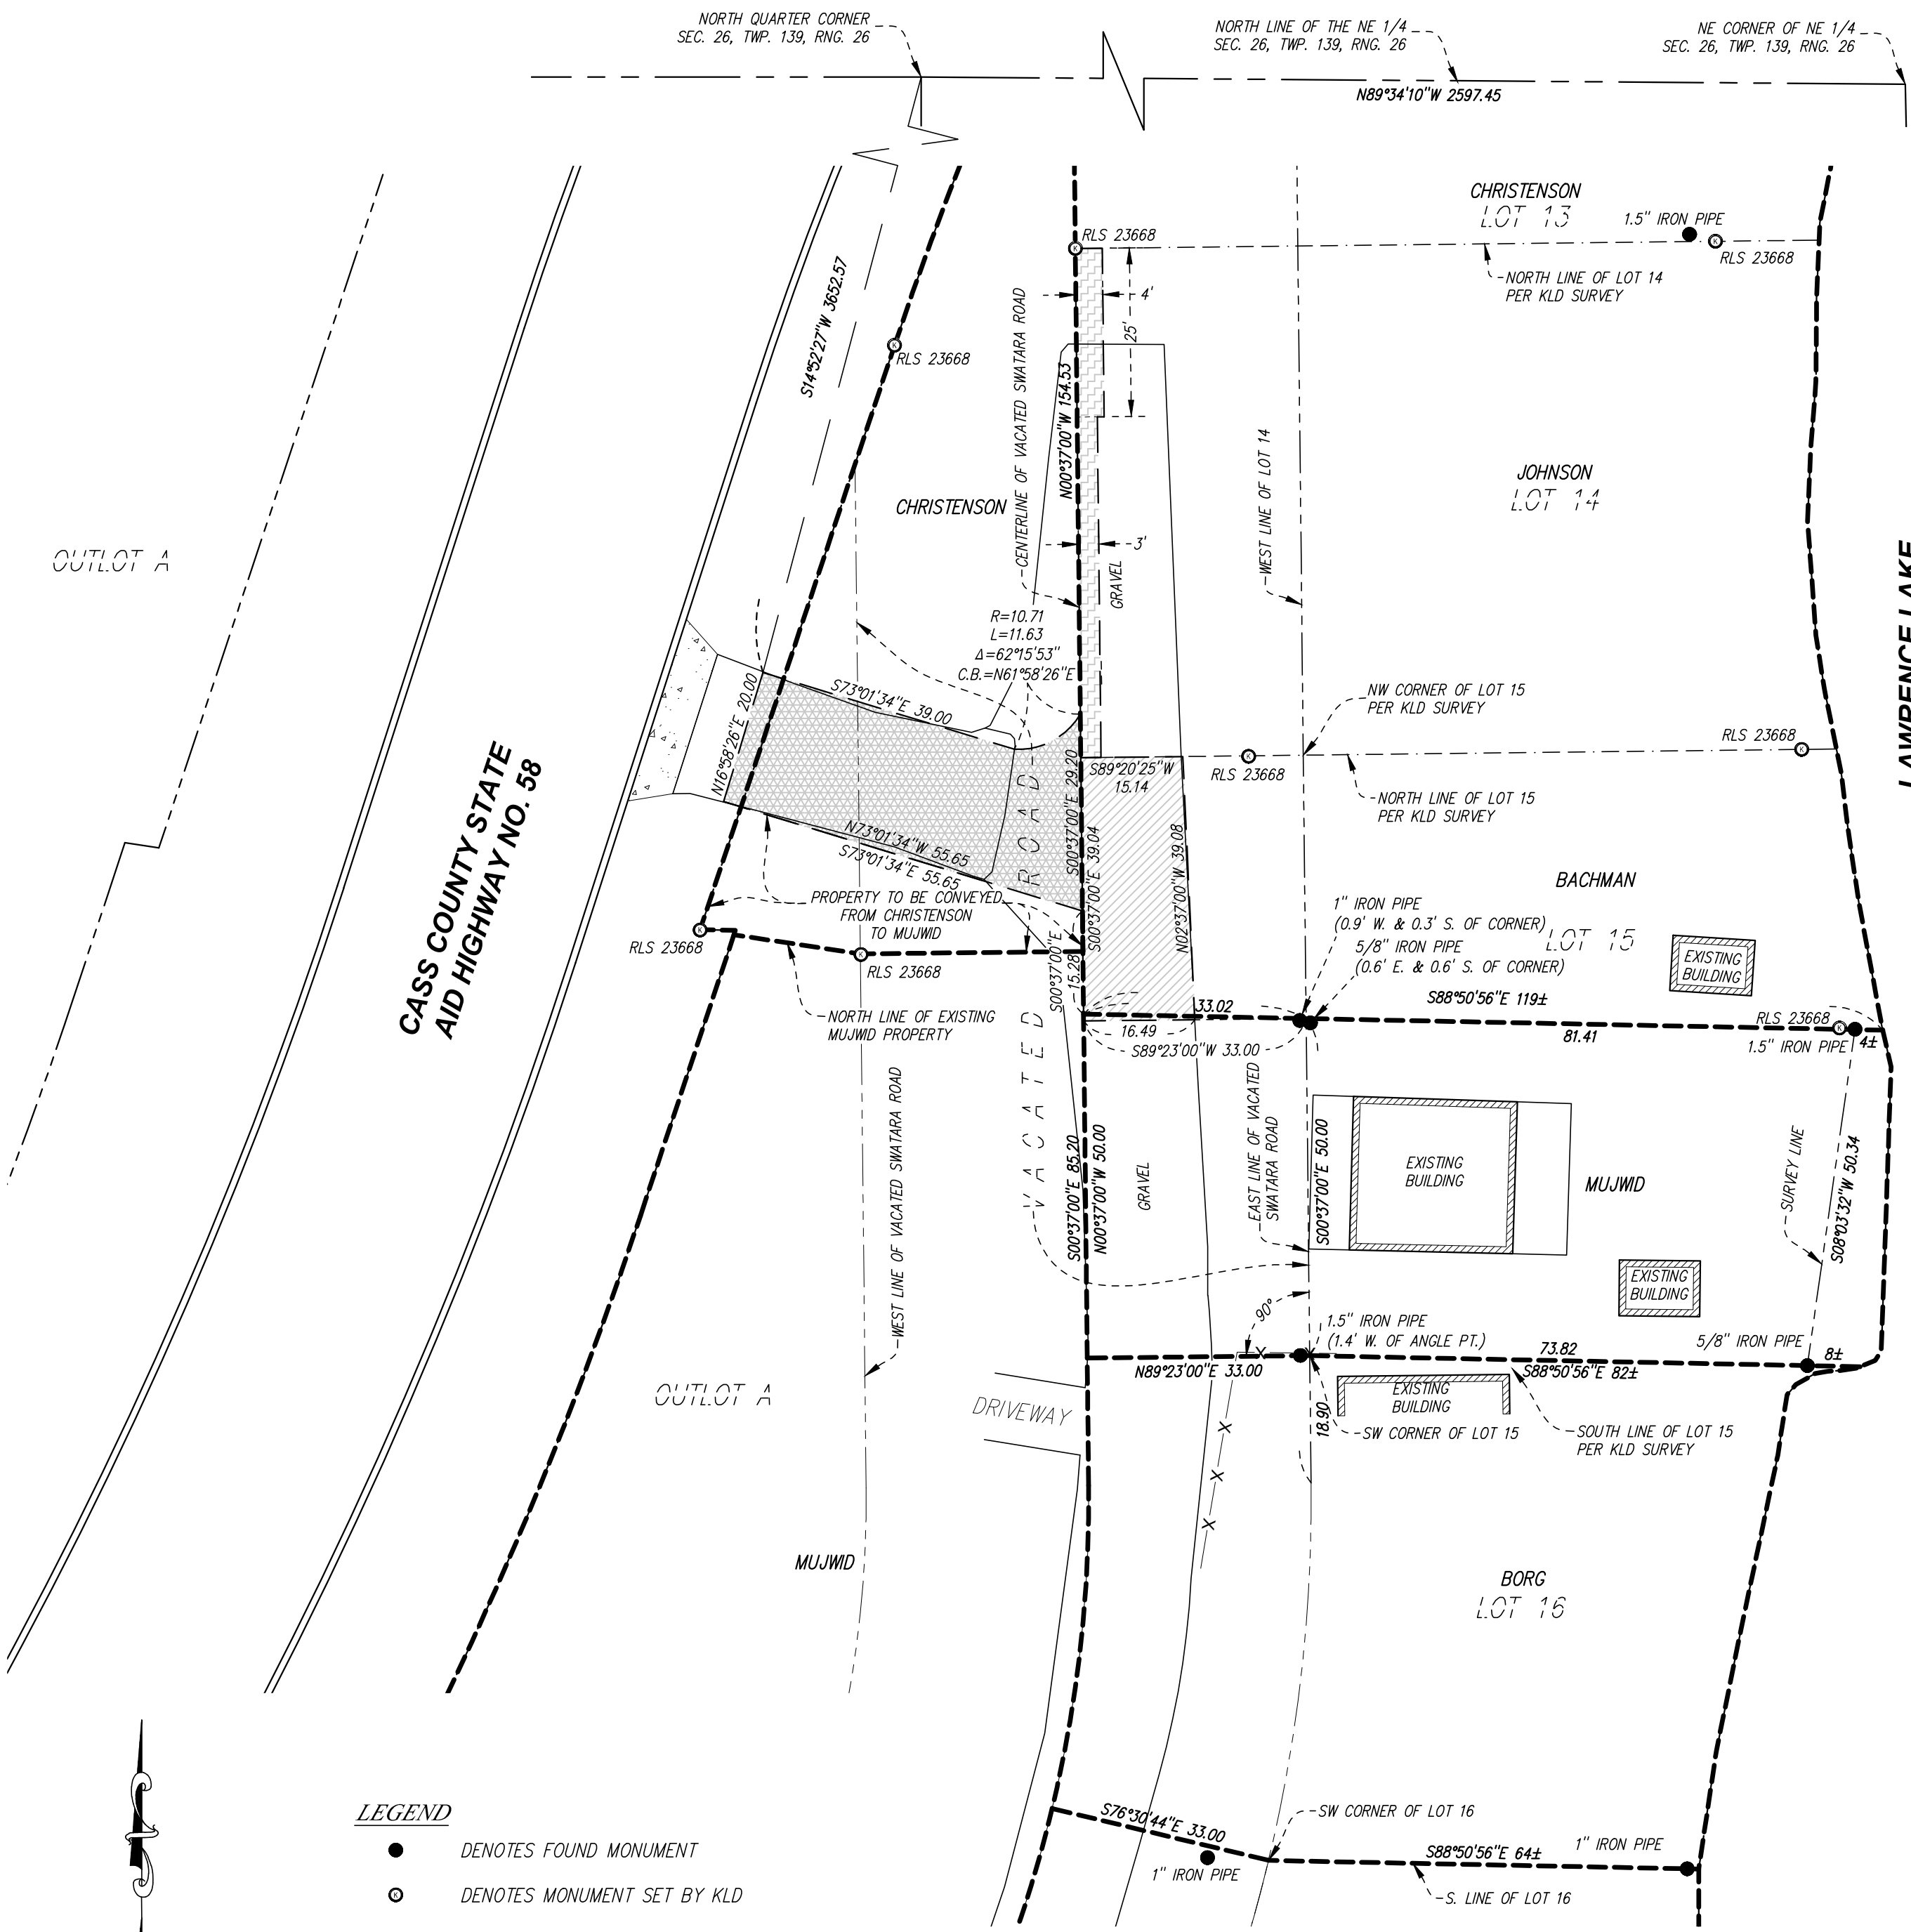 NORTH QUARTER CORNER
SEC. 26, TWP. 139, RNG. 26
NORTH LINE OF THE NE 1/4
SEC. 26, TWP. 139, RNG. 26
NE CORNER OF NE 1/4
SEC. 26, TWP. 139, RNG. 26
N89°34'10"W 2597.45
CHRISTENSON
LOT 13
1.5" IRON PIPE
RLS 23668
RLS 23668
NORTH LINE OF LOT 14
PER KLD SURVEY
S14°52'27"W 3652.57
RLS 23668
4'
25'
CENTERLINE OF VACATED SWATARA ROAD
N00°37'00"W 154.53
WEST LINE OF LOT 14
JOHNSON
LOT 14
CHRISTENSON
OUTLOT A
3'
GRAVEL
LAWRENCE LAKE
R=10.71
L=11.63
Δ=62°15'53"
C.B.=N61°58'26"E
S73°01'34"E 39.00
N16°58'26"E 20.00
NW CORNER OF LOT 15
PER KLD SURVEY
RLS 23668
RLS 23668
S89°20'25"W
15.14
NORTH LINE OF LOT 15
PER KLD SURVEY
CASS COUNTY STATE
AID HIGHWAY NO. 58
S00°37'00"E 29.20
S00°37'00"E 39.04
N02°37'00"W 39.08
N73°01'34"W 55.65
S73°01'34"E 55.65
VACATED ROAD
PROPERTY TO BE CONVEYED
FROM CHRISTENSON
TO MUJWID
BACHMAN
LOT 15
1" IRON PIPE
(0.9' W. & 0.3' S. OF CORNER)
5/8" IRON PIPE
(0.6' E. & 0.6' S. OF CORNER)
EXISTING
BUILDING
RLS 23668
RLS 23668
S00°37'00"E
15.28
NORTH LINE OF EXISTING
MUJWID PROPERTY
33.02
16.49
S89°23'00"W 33.00
S88°50'56"E 119±
81.41
RLS 23668
1.5" IRON PIPE
4±
WEST LINE OF VACATED SWATARA ROAD
S00°37'00"E 85.20
N00°37'00"W 50.00
GRAVEL
EAST LINE OF VACATED
SWATARA ROAD
S00°37'00"E 50.00
EXISTING
BUILDING
MUJWID
SURVEY LINE
S08°03'32"W 50.34
EXISTING
BUILDING
90°
1.5" IRON PIPE
(1.4' W. OF ANGLE PT.)
5/8" IRON PIPE
8±
73.82
S88°50'56"E 82±
N89°23'00"E 33.00
EXISTING
BUILDING
18.90
SW CORNER OF LOT 15
SOUTH LINE OF LOT 15
PER KLD SURVEY
OUTLOT A
DRIVEWAY
X
X
X
X
X
MUJWID
BORG
LOT 16
S76°30'44"E 33.00
SW CORNER OF LOT 16
1" IRON PIPE
S88°50'56"E 64±
1" IRON PIPE
S. LINE OF LOT 16
LEGEND
DENOTES FOUND MONUMENT
K DENOTES MONUMENT SET BY KLD